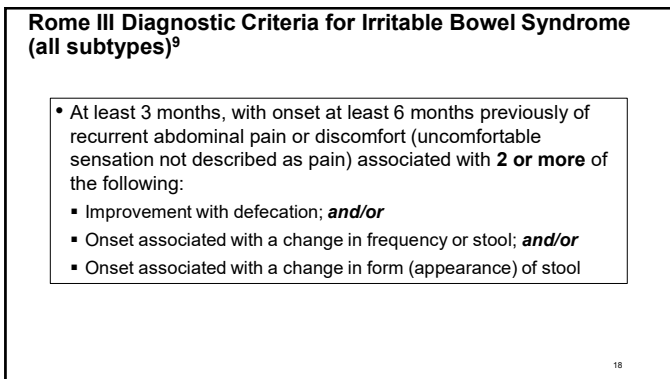 Rome III Diagnostic Criteria for Irritable Bowel Syndrome
(all subtypes)⁹
• At least 3 months, with onset at least 6 months previously of
recurrent abdominal pain or discomfort (uncomfortable
sensation not described as pain) associated with 2 or more of
the following:
▪ Improvement with defecation; and/or
▪ Onset associated with a change in frequency or stool; and/or
▪ Onset associated with a change in form (appearance) of stool
18